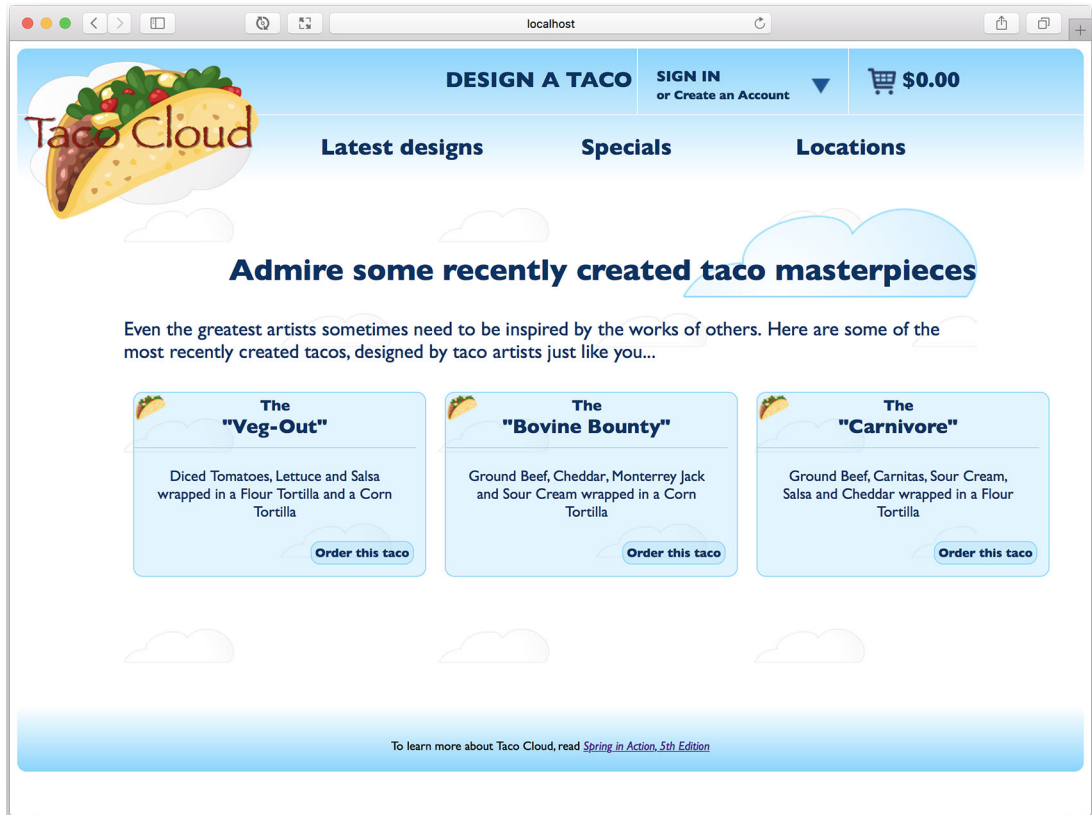 localhost
DESIGN A TACO
SIGN IN
or Create an Account
$0.00
Taco Cloud
Latest designs
Specials
Locations
Admire some recently created taco masterpieces
Even the greatest artists sometimes need to be inspired by the works of others. Here are some of the
most recently created tacos, designed by taco artists just like you...
The
"Veg-Out"
Diced Tomatoes, Lettuce and Salsa
wrapped in a Flour Tortilla and a Corn
Tortilla
Order this taco
The
"Bovine Bounty"
Ground Beef, Cheddar, Monterrey Jack
and Sour Cream wrapped in a Corn
Tortilla
Order this taco
The
"Carnivore"
Ground Beef, Carnitas, Sour Cream,
Salsa and Cheddar wrapped in a Flour
Tortilla
Order this taco
To learn more about Taco Cloud, read Spring in Action, 5th Edition